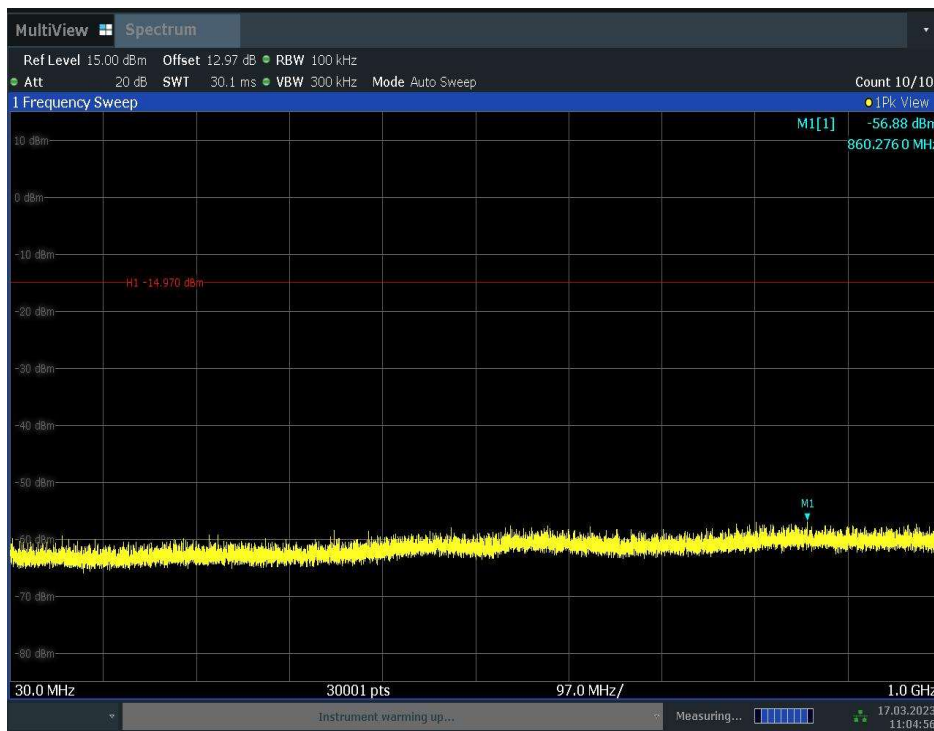 MultiView Spectrum
Ref Level 15.00 dBm Offset 12.97 dB RBW 100 kHz
Att 20 dB SWT 30.1 ms VBW 300 kHz Mode Auto Sweep Count 10/10
1 Frequency Sweep 1Pk View
M1[1] -56.88 dBm
860.2760 MHz
10 dBm
0 dBm
-10 dBm
H1 -14.970 dBm
-20 dBm
-30 dBm
-40 dBm
-50 dBm
M1
-60 dBm
-70 dBm
-80 dBm
30.0 MHz 30001 pts 97.0 MHz/ 1.0 GHz
Instrument warming up... Measuring... 17.03.2023
11:04:56